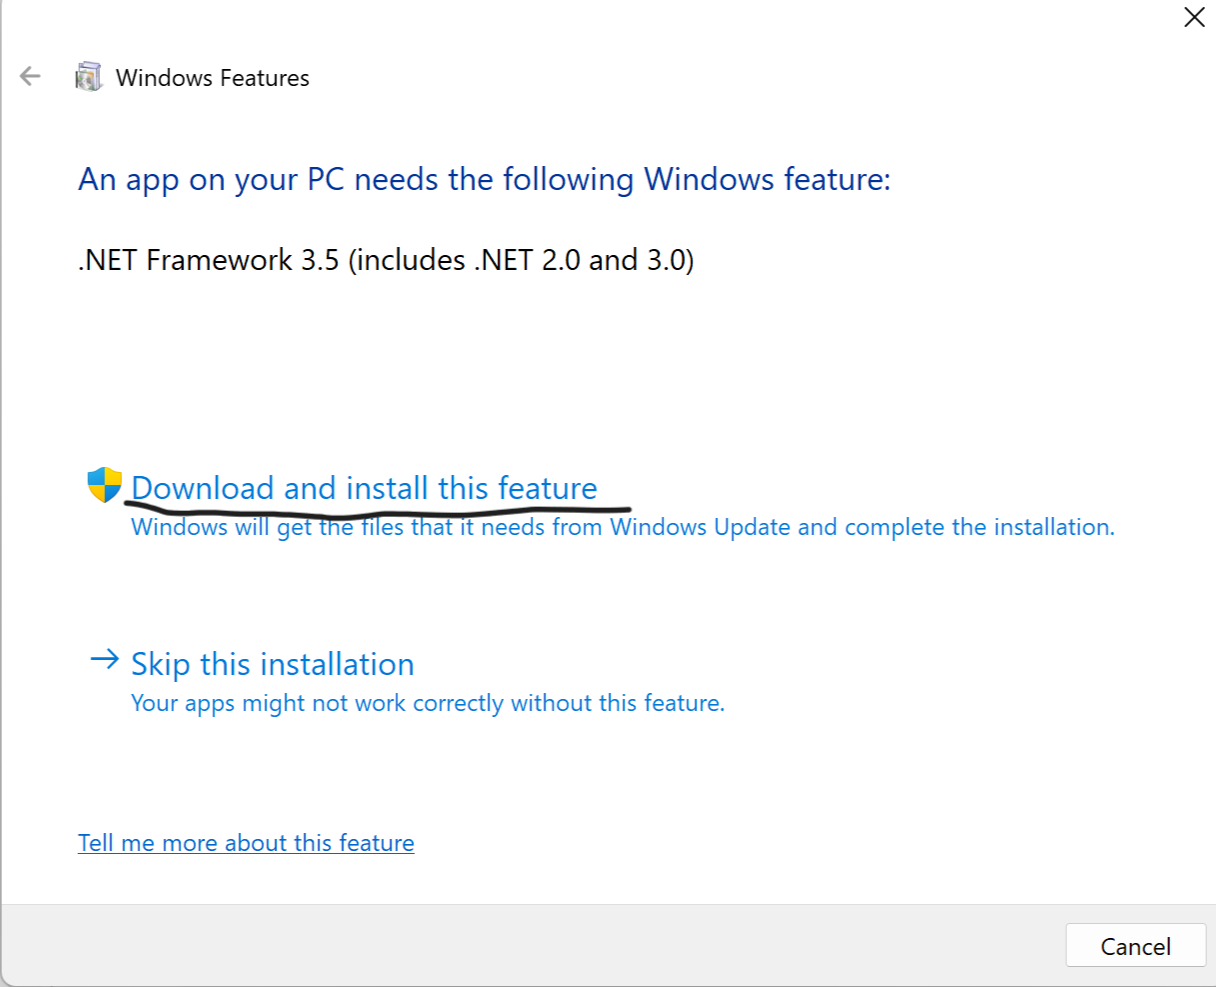 Windows Features
An app on your PC needs the following Windows feature:
.NET Framework 3.5 (includes .NET 2.0 and 3.0)
Download and install this feature
Windows will get the files that it needs from Windows Update and complete the installation.
Skip this installation
Your apps might not work correctly without this feature.
Tell me more about this feature
Cancel